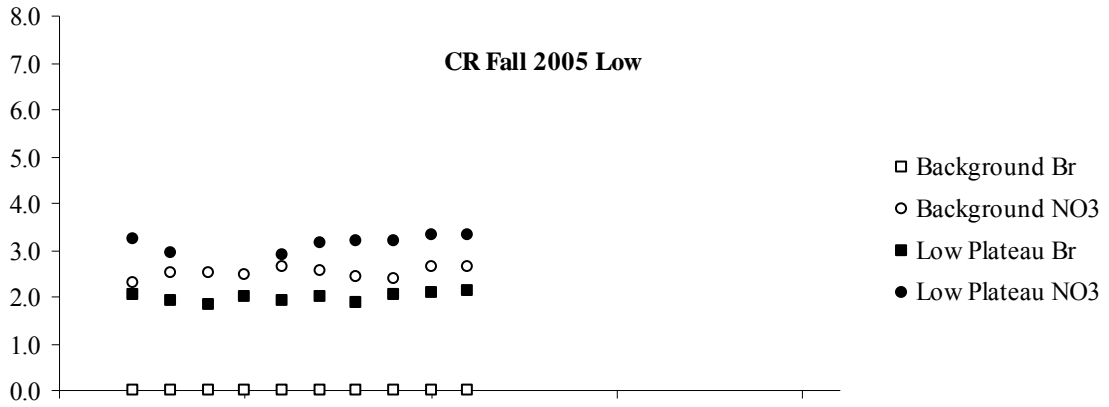 8.0
7.0
CR Fall 2005 Low
6.0
5.0
4.0
3.0
2.0
1.0
0.0
Background Br
Background NO3
Low Plateau Br
Low Plateau NO3